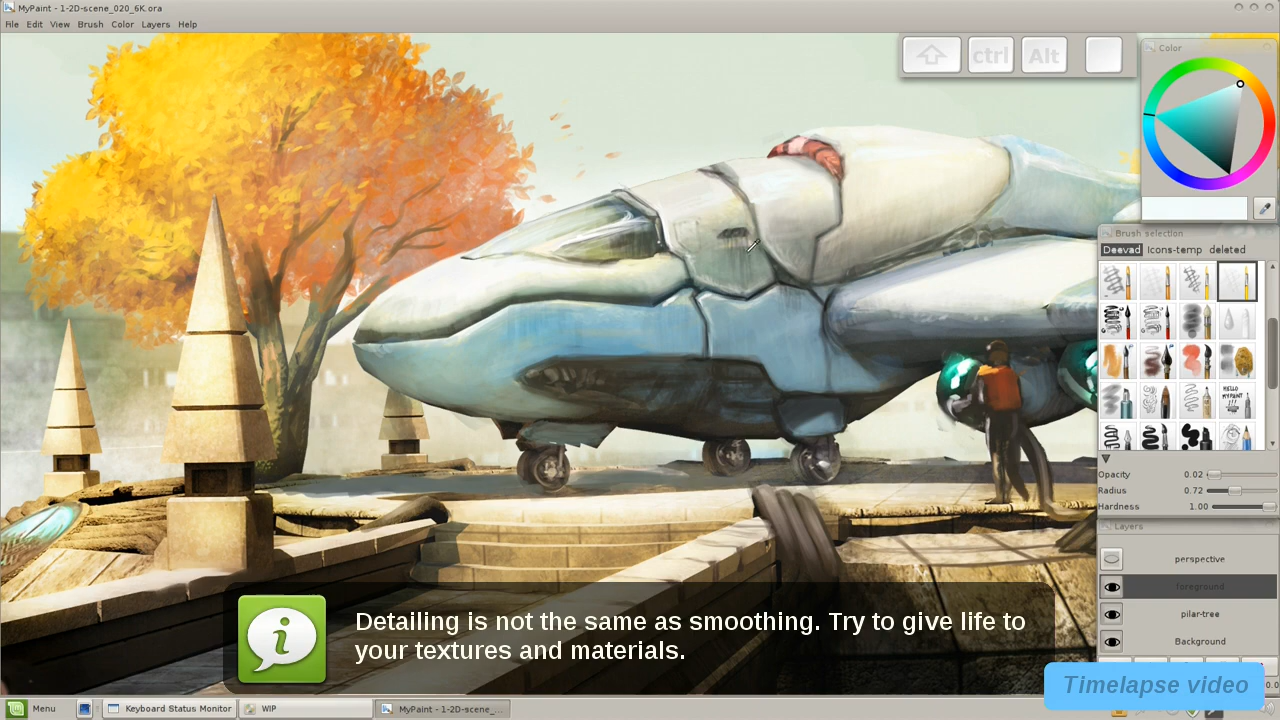 MyPaint - 1-2D-scene_020_6K.ora
File Edit View Brush Color Layers Help
ctrl Alt
Color
Brush selection
Deevad Icons-temp deleted
HELLO
MYPAINT
!!!
Opacity 0.02
Radius 0.72
Hardness 1.00
Layers
perspective
foreground
pilar-tree
Background
Detailing is not the same as smoothing. Try to give life to
your textures and materials.
Timelapse video
Menu
Keyboard Status Monitor
WIP
MyPaint - 1-2D-scene_...